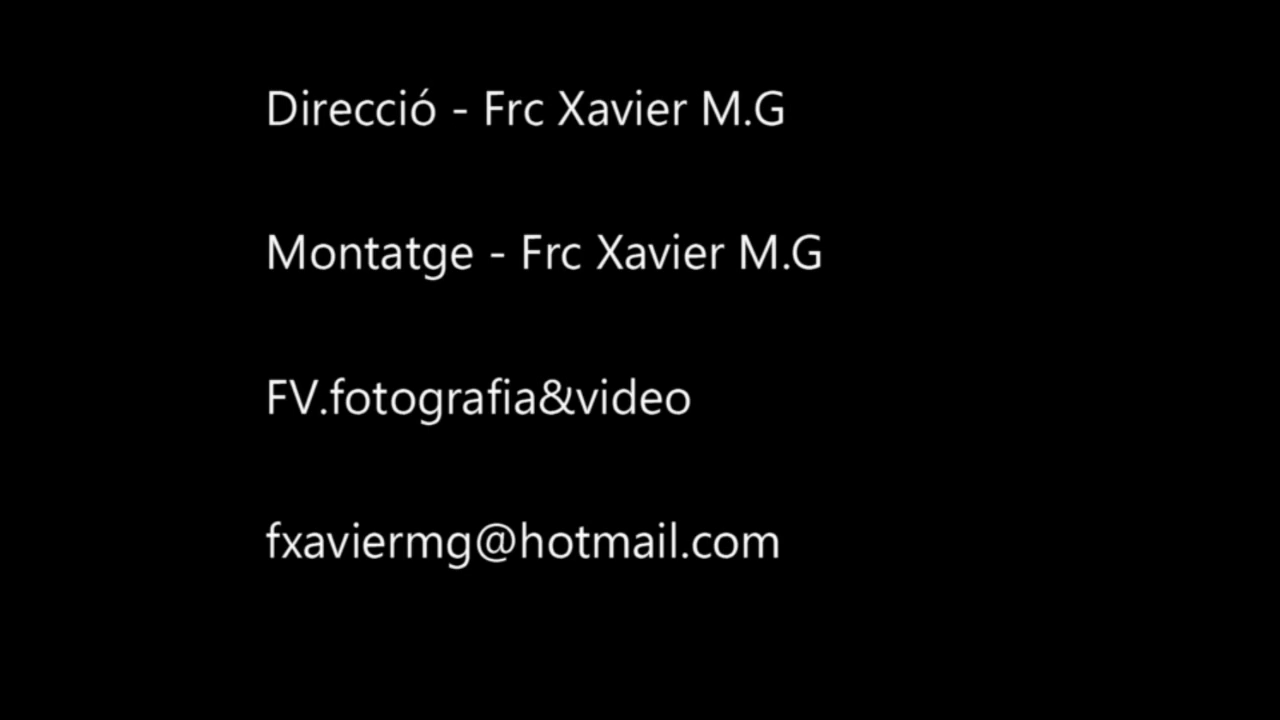 Direcció - Frc Xavier M.G
Montatge - Frc Xavier M.G
FV.fotografia&video
fxaviermg@hotmail.com